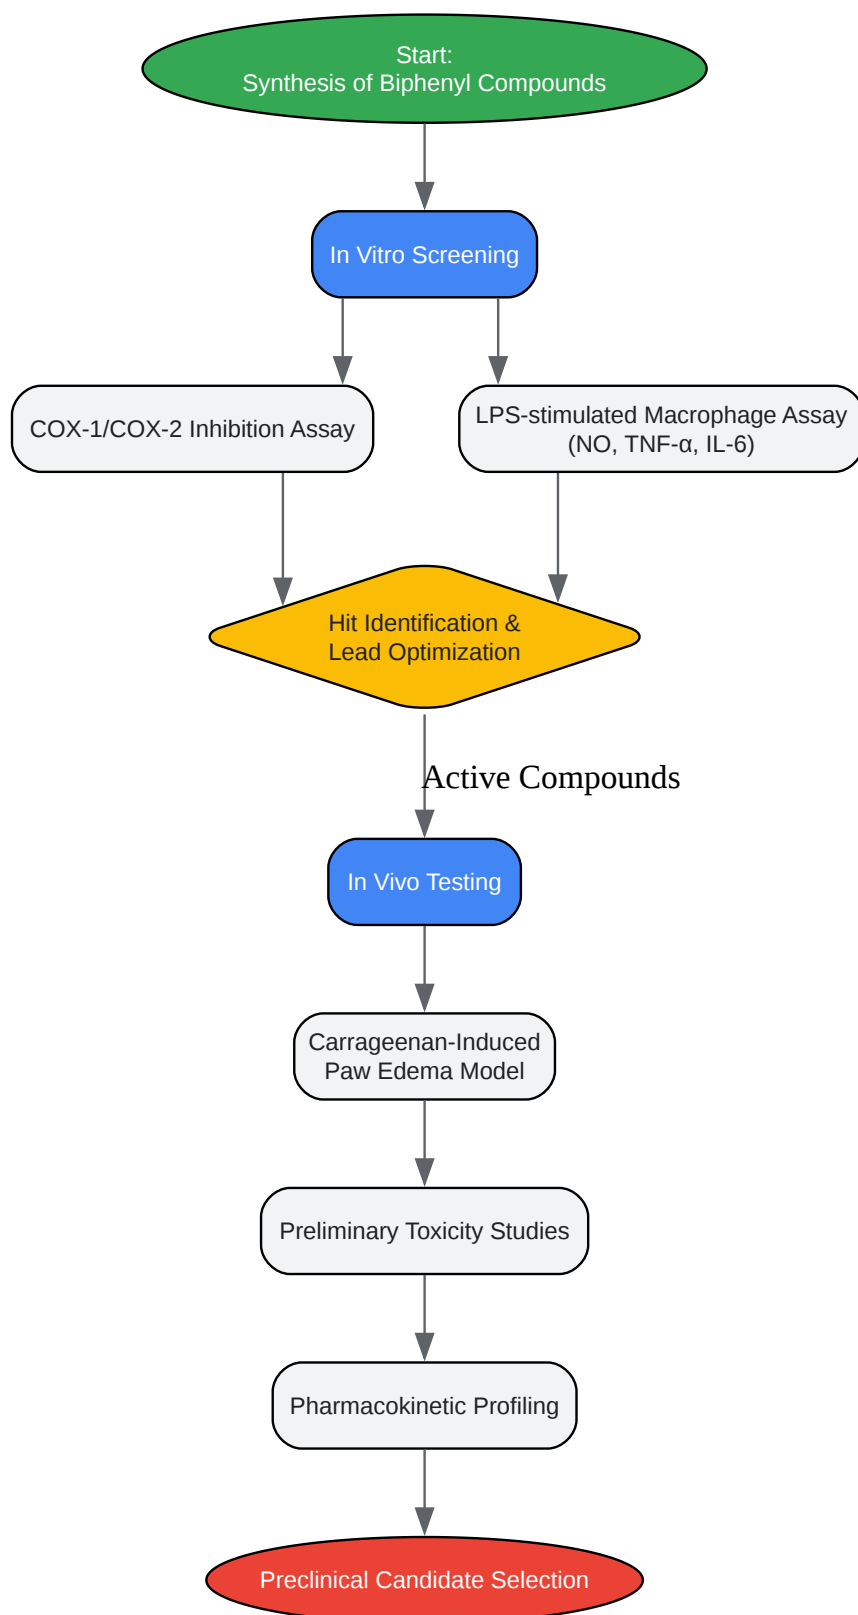 Start:
Synthesis of Biphenyl Compounds
In Vitro Screening
COX-1/COX-2 Inhibition Assay
LPS-stimulated Macrophage Assay
(NO, TNF-α, IL-6)
Hit Identification &
Lead Optimization
Active Compounds
In Vivo Testing
Carrageenan-Induced
Paw Edema Model
Preliminary Toxicity Studies
Pharmacokinetic Profiling
Preclinical Candidate Selection